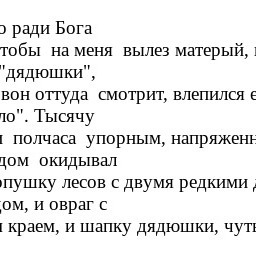 о ради Бога
тобы на меня вылез матерый,
"дядюшки",
вон оттуда смотрит, влепился е
ло". Тысячу
полчаса упорным, напряженн
дом окидывал
опушку лесов с двумя редкими
дом, и овраг с
краем, и шапку дядюшки, чуть